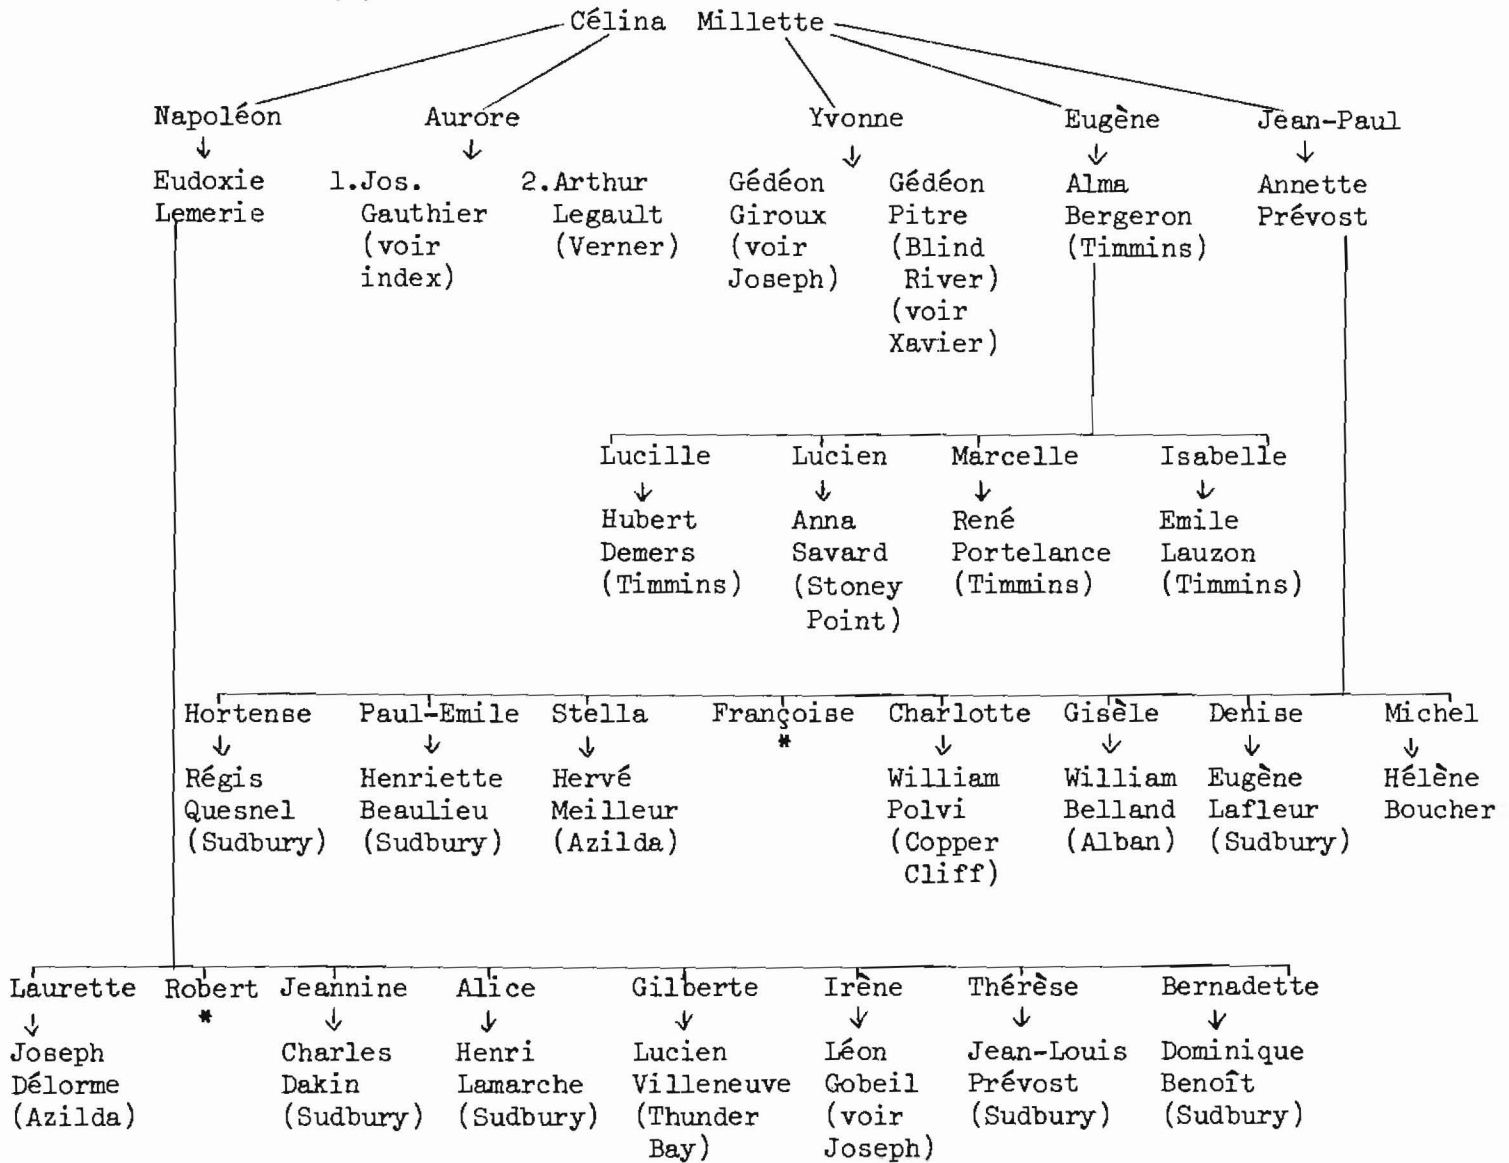 Célina Millette
Napoléon Aurore Yvonne Eugène Jean-Paul
Eudoxie 1.Jos. 2.Arthur Gédéon Gédéon Alma Annette
Lemerie Gauthier Legault Giroux Pitre Bergeron Prévost
(voir (Verner) (voir (Blind (Timmins)
index) Joseph) River)
(voir
Xavier)
Lucille Lucien Marcelle Isabelle
Hubert Anna René Emile
Demers Savard Portelance Lauzon
(Timmins) (Stoney (Timmins) (Timmins)
Point)
Hortense Paul-Emile Stella Françoise Charlotte Gisèle Denise Michel
*
Régis Henriette Hervé William William Eugène Hélène
Quesnel Beaulieu Meilleur Polvi Belland Lafleur Boucher
(Sudbury) (Sudbury) (Azilda) (Copper (Alban) (Sudbury)
Cliff)
Laurette Robert Jeannine Alice Gilberte Irène Thérèse Bernadette
*
Joseph Charles Henri Lucien Léon Jean-Louis Dominique
Délorme Dakin Lamarche Villeneuve Gobeil Prévost Benoît
(Azilda) (Sudbury) (Sudbury) (Thunder (voir (Sudbury) (Sudbury)
Bay) Joseph)